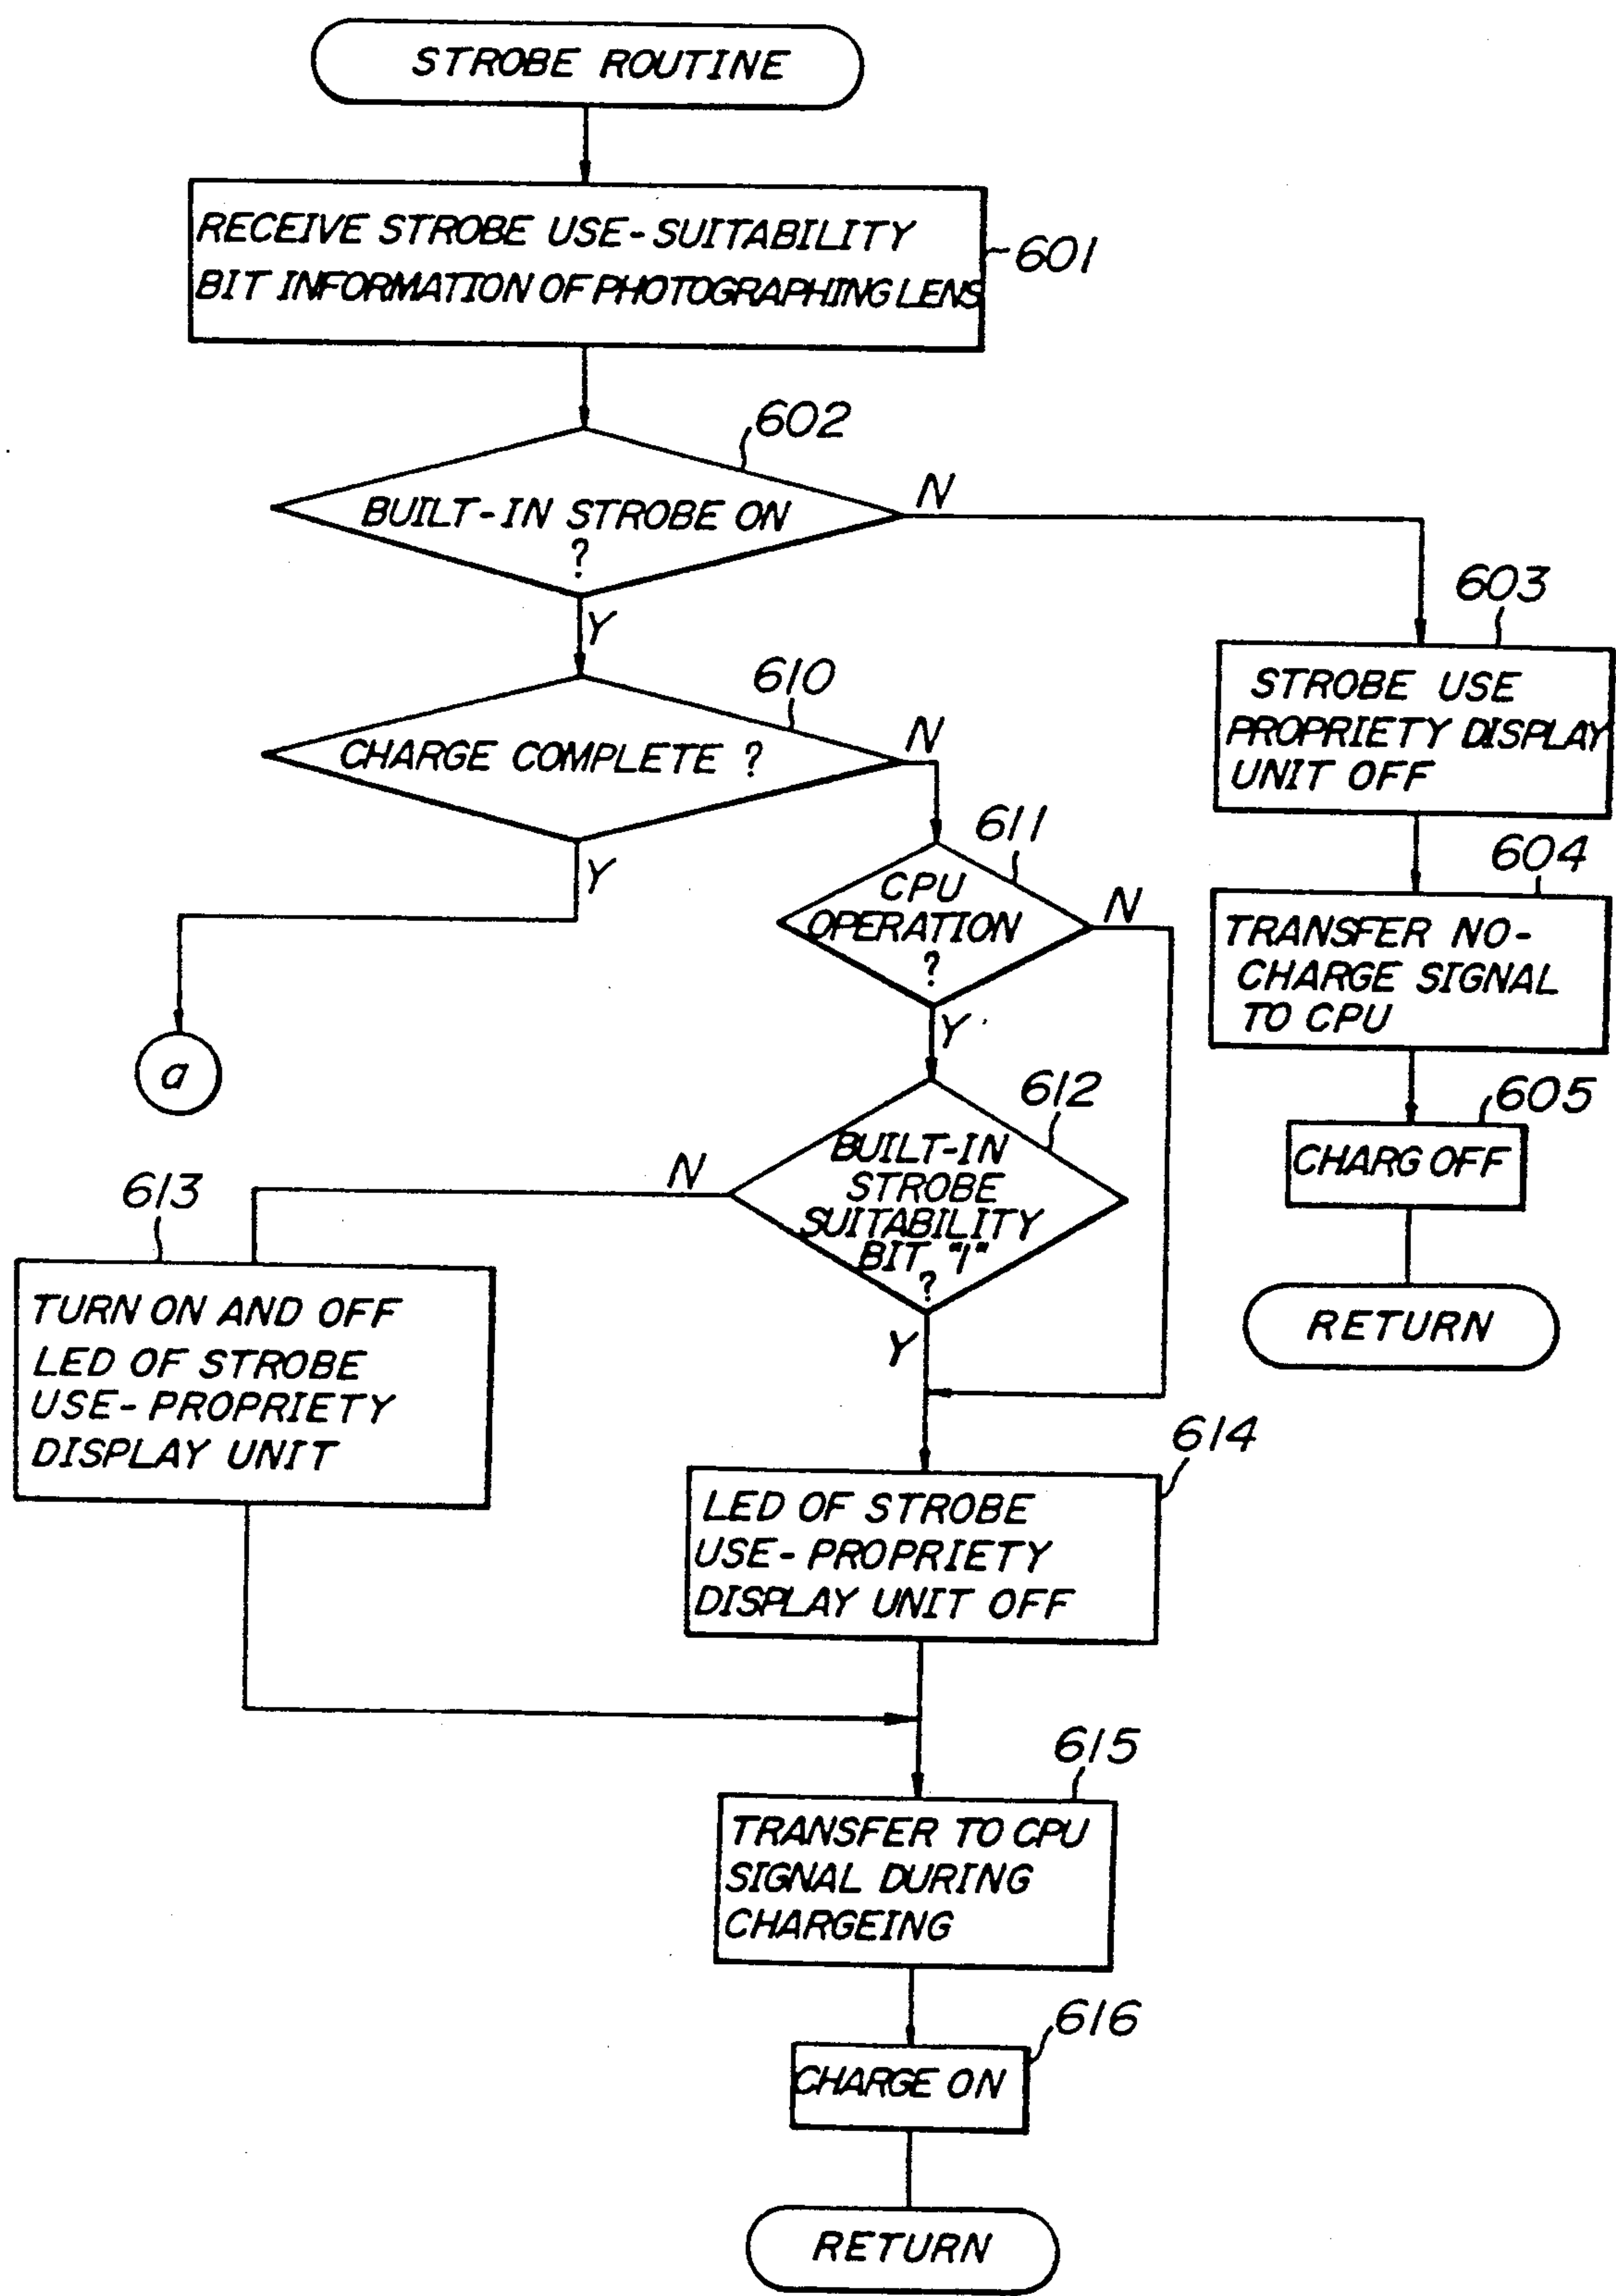 STROBE ROUTINE
RECEIVE STROBE USE-SUITABILITY
BIT INFORMATION OF PHOTOGRAPHING LENS
601
602
BUILT-IN STROBE ON
?
N
Y
603
STROBE USE
PROPRIETY DISPLAY
UNIT OFF
610
CHARGE COMPLETE ?
N
Y
604
TRANSFER NO-
CHARGE SIGNAL
TO CPU
611
CPU
OPERATION
?
N
Y
a
605
CHARG OFF
RETURN
612
BUILT-IN
STROBE
SUITABILITY
BIT "1"
?
N
Y
613
TURN ON AND OFF
LED OF STROBE
USE-PROPRIETY
DISPLAY UNIT
614
LED OF STROBE
USE-PROPRIETY
DISPLAY UNIT OFF
615
TRANSFER TO CPU
SIGNAL DURING
CHARGEING
616
CHARGE ON
RETURN